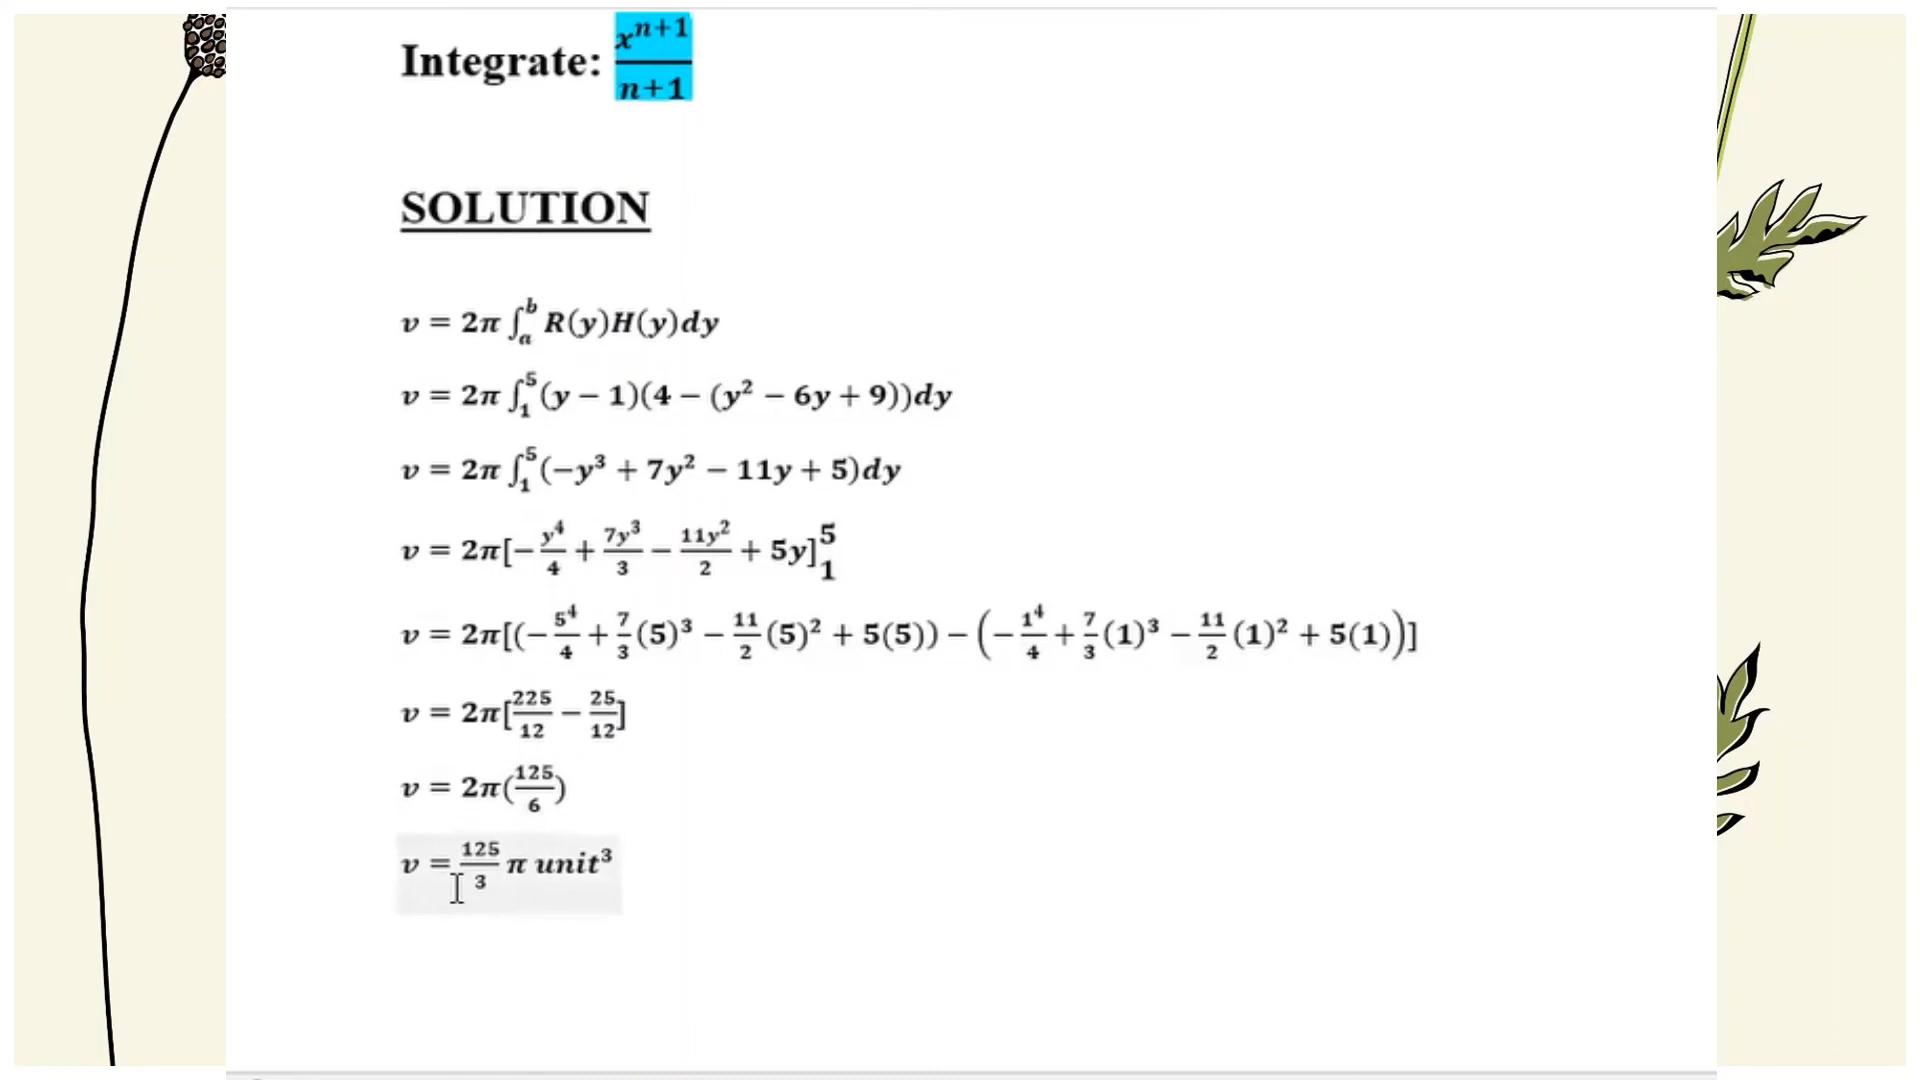 Integrate: x^{n+1}/n+1
SOLUTION
v = 2π ∫_a^b R(y)H(y)dy
v = 2π ∫_1^5 (y − 1)(4 − (y² − 6y + 9))dy
v = 2π ∫_1^5 (−y³ + 7y² − 11y + 5)dy
v = 2π[−y⁴/4 + 7y³/3 − 11y²/2 + 5y]_1^5
v = 2π[(−5⁴/4 + 7/3(5)³ − 11/2(5)² + 5(5)) − (−1⁴/4 + 7/3(1)³ − 11/2(1)² + 5(1))]
v = 2π[225/12 − 25/12]
v = 2π(125/6)
v = 125/3 π unit³